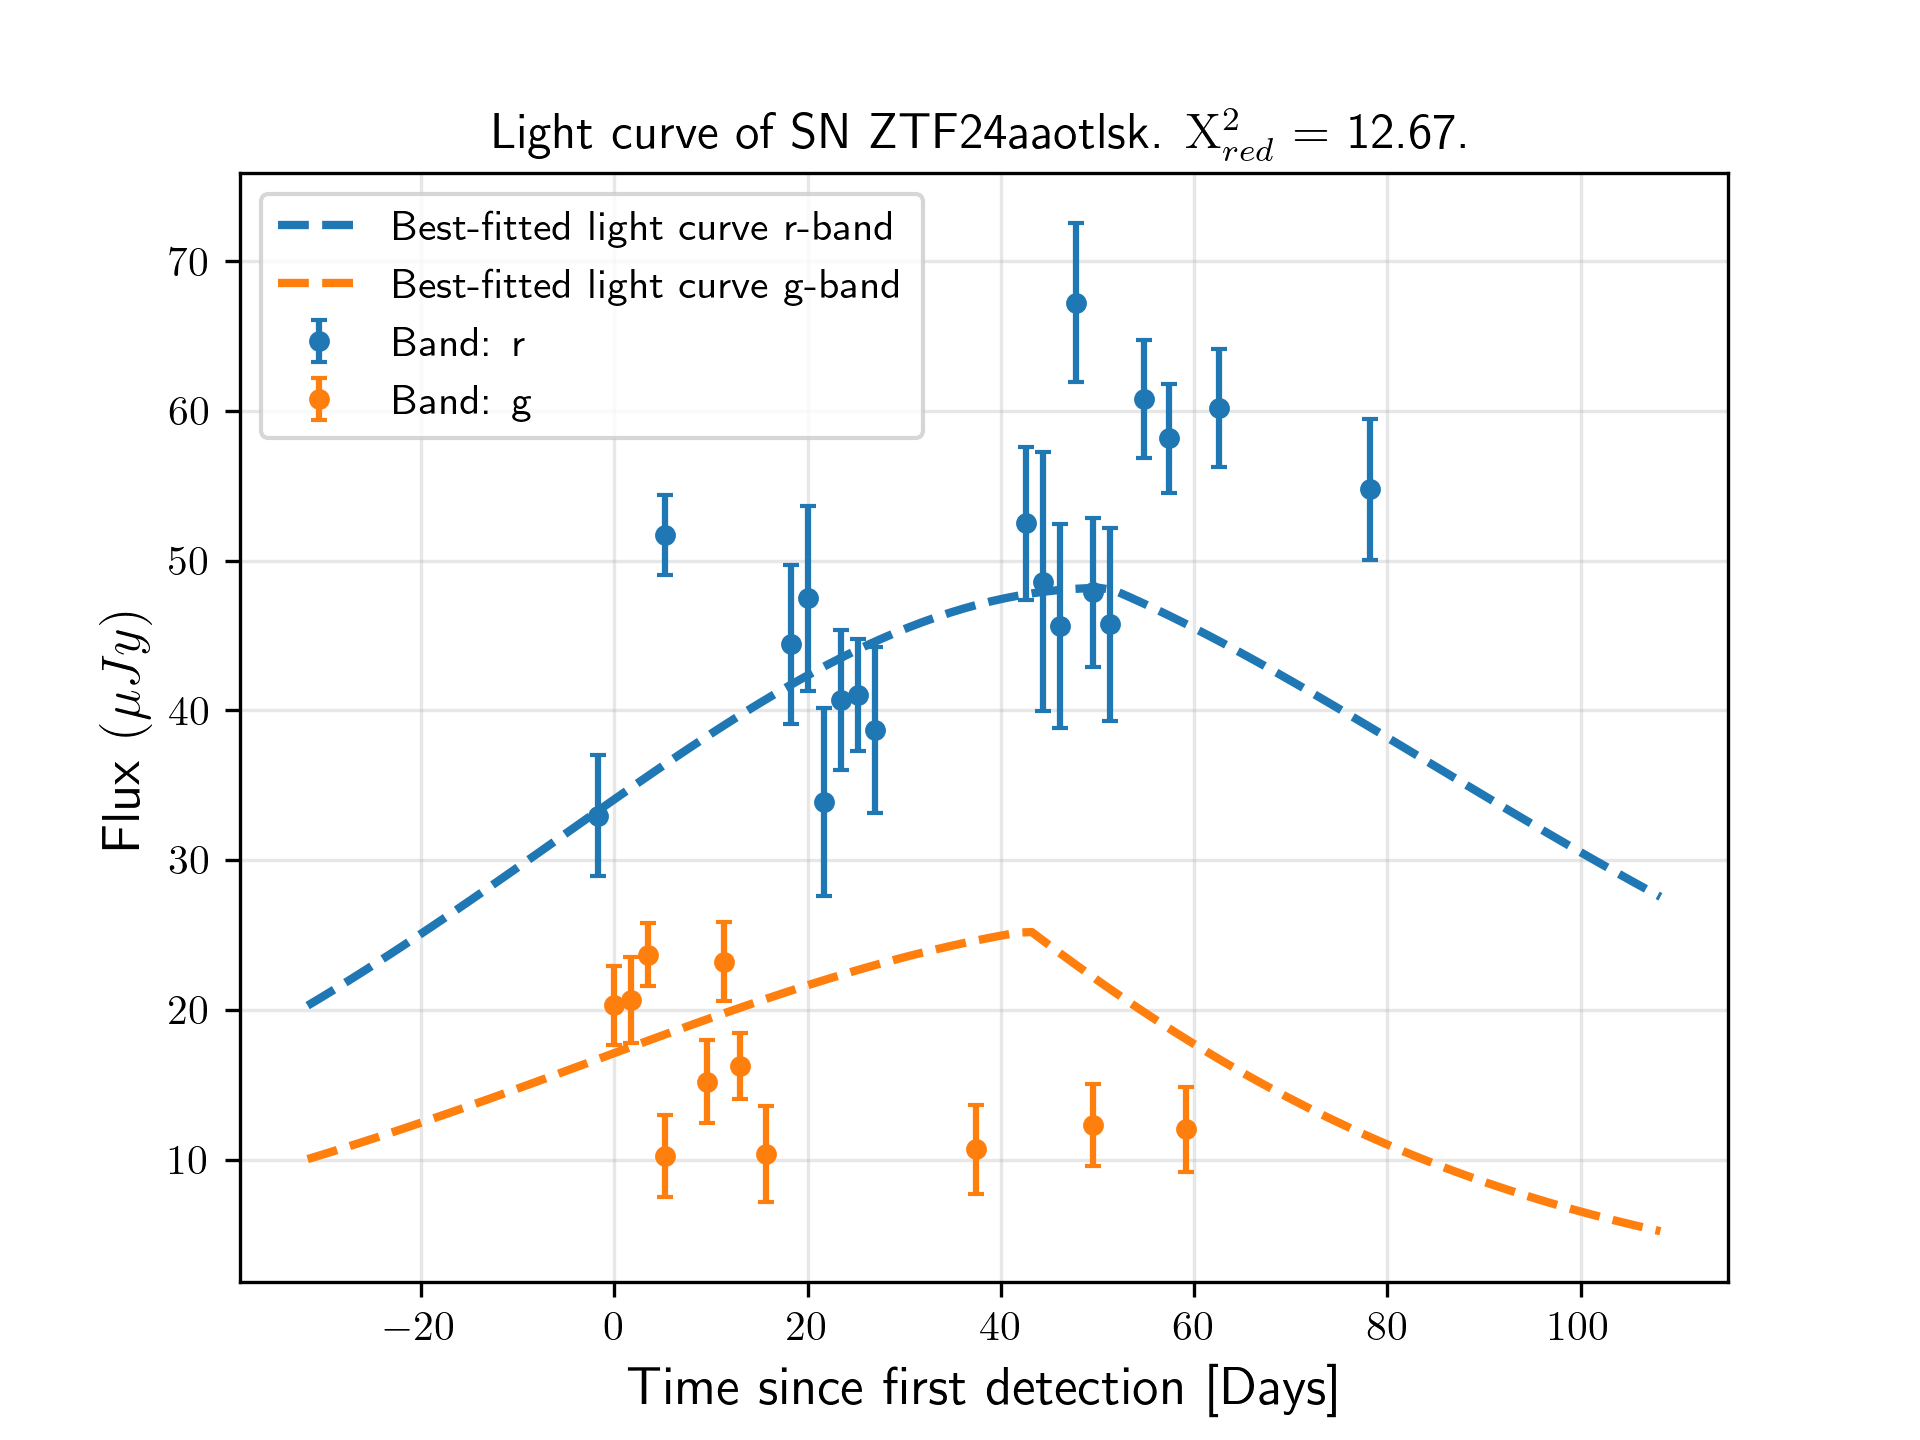 Light curve of SN ZTF24aaotlsk. X²_red = 12.67.
Best-fitted light curve r-band
Best-fitted light curve g-band
Band: r
Band: g
Flux (μJy)
70
60
50
40
30
20
10
−20 0 20 40 60 80 100
Time since first detection [Days]